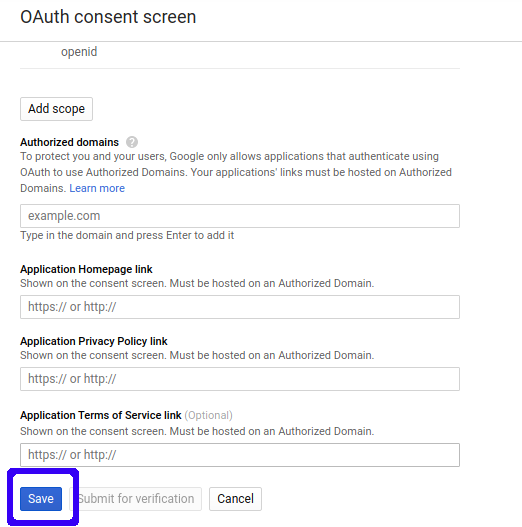 OAuth consent screen
openid
Add scope
Authorized domains ?
To protect you and your users, Google only allows applications that authenticate using
OAuth to use Authorized Domains. Your applications' links must be hosted on Authorized
Domains. Learn more
example.com
Type in the domain and press Enter to add it
Application Homepage link
Shown on the consent screen. Must be hosted on an Authorized Domain.
https:// or http://
Application Privacy Policy link
Shown on the consent screen. Must be hosted on an Authorized Domain.
https:// or http://
Application Terms of Service link (Optional)
Shown on the consent screen. Must be hosted on an Authorized Domain.
https:// or http://
Save Submit for verification Cancel